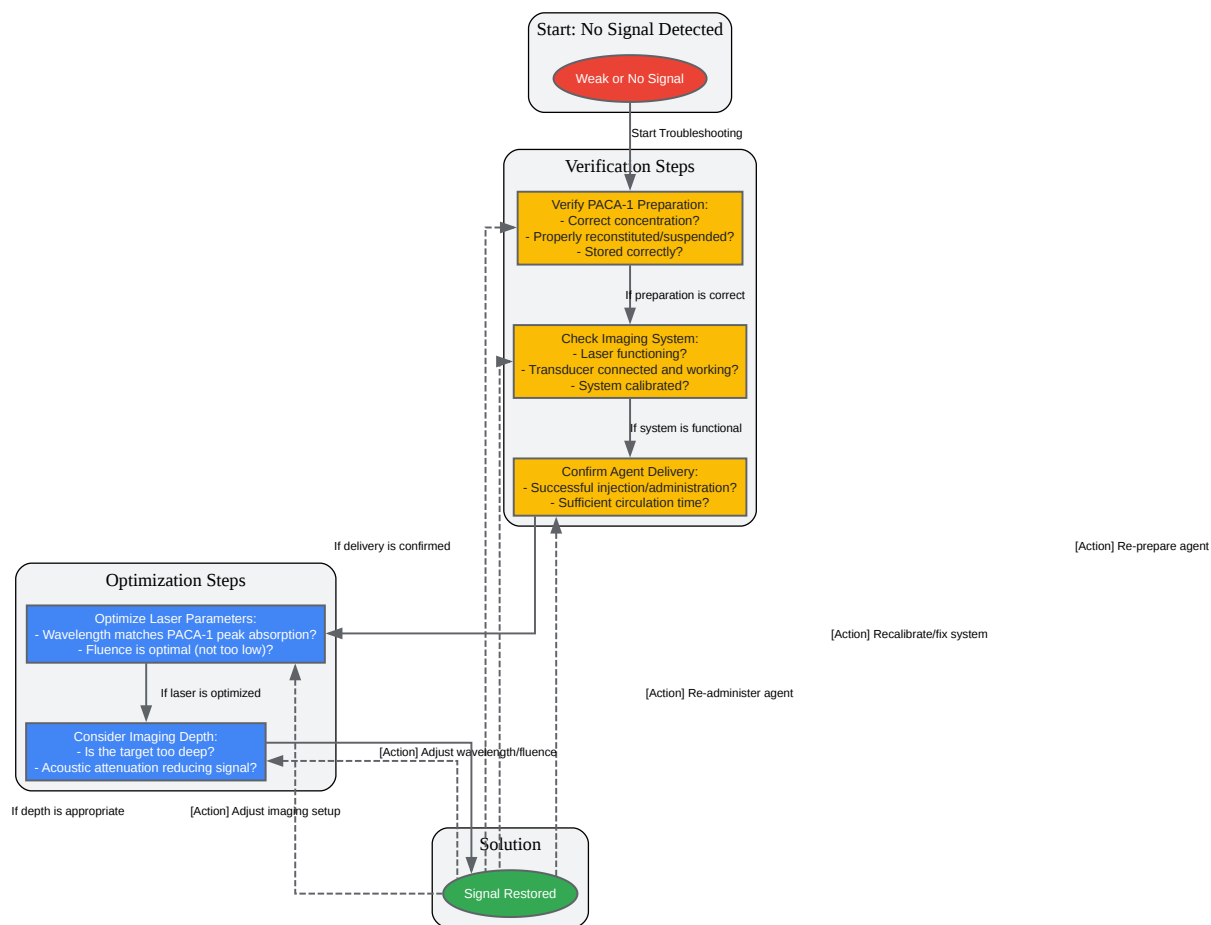 Start: No Signal Detected
Weak or No Signal
Start Troubleshooting
Verification Steps
Verify PACA-1 Preparation:
- Correct concentration?
- Properly reconstituted/suspended?
- Stored correctly?
If preparation is correct
Check Imaging System:
- Laser functioning?
- Transducer connected and working?
- System calibrated?
If system is functional
Confirm Agent Delivery:
- Successful injection/administration?
- Sufficient circulation time?
If delivery is confirmed
[Action] Re-prepare agent
Optimization Steps
Optimize Laser Parameters:
- Wavelength matches PACA-1 peak absorption?
- Fluence is optimal (not too low)?
[Action] Recalibrate/fix system
If laser is optimized
[Action] Re-administer agent
Consider Imaging Depth:
- Is the target too deep?
- Acoustic attenuation reducing signal?
[Action] Adjust wavelength/fluence
If depth is appropriate
[Action] Adjust imaging setup
Solution
Signal Restored